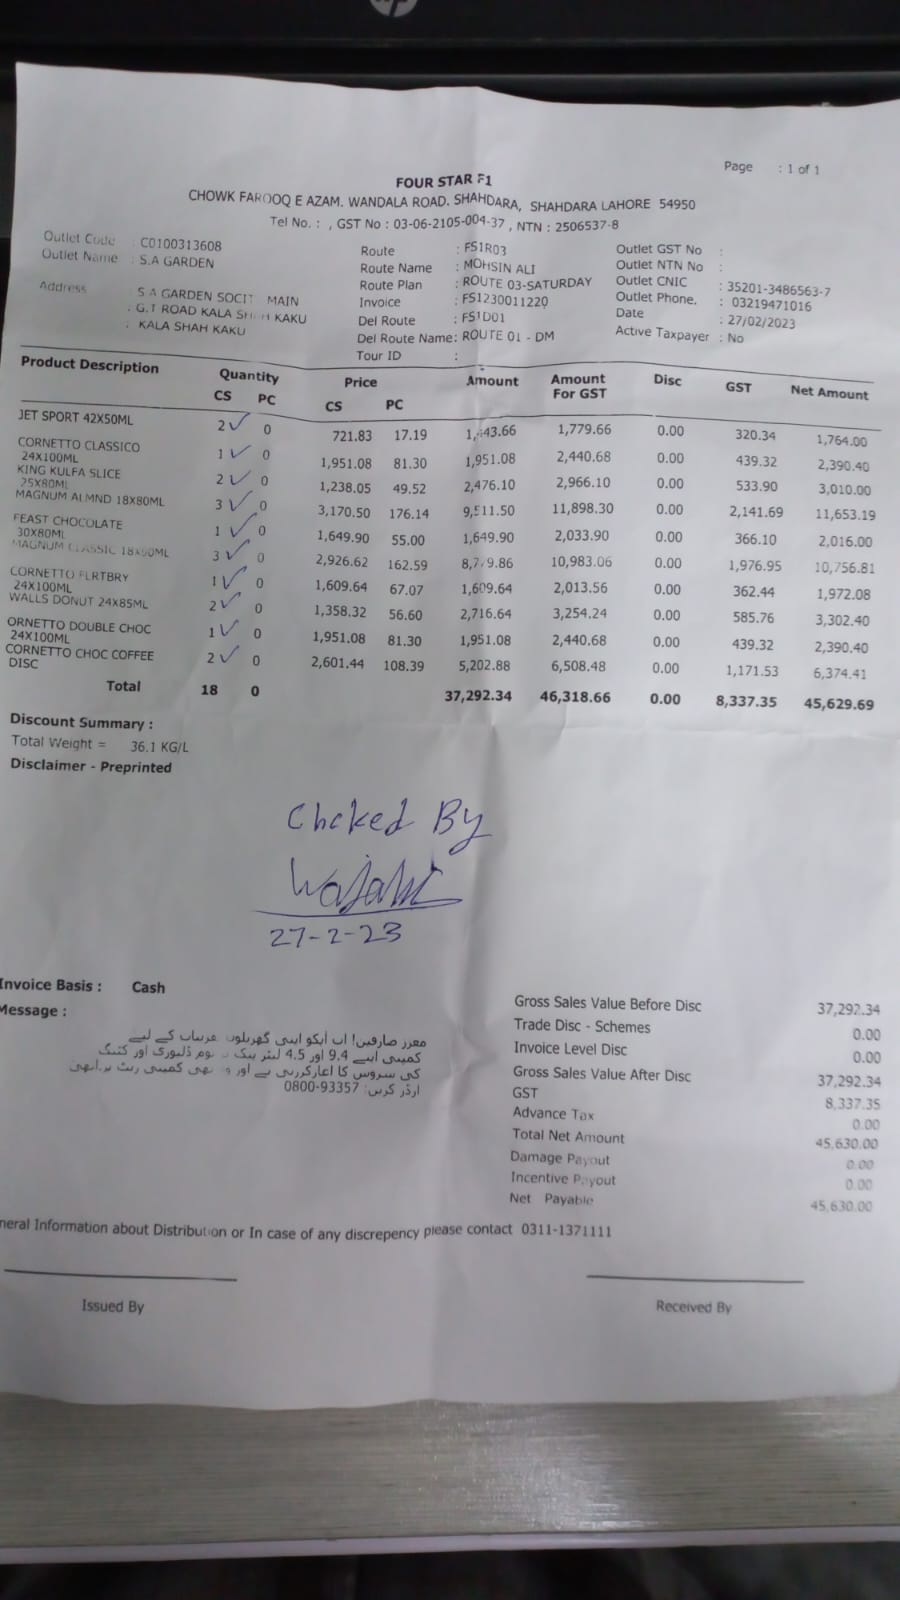 Page : 1 of 1
FOUR STAR F1
CHOWK FAROOQ E AZAM. WANDALA ROAD. SHAHDARA, SHAHDARA LAHORE 54950
Tel No. : , GST No : 03-06-2105-004-37 , NTN : 2506537-8
Outlet Code : C0100313608
Outlet Name : S.A GARDEN
Address : S A GARDEN SOCIT MAIN
: G.T ROAD KALA SHAH KAKU
: KALA SHAH KAKU
Route : FS1R03
Route Name : MOHSIN ALI
Route Plan : ROUTE 03-SATURDAY
Invoice : FS1230011220
Del Route : FS1D01
Del Route Name: ROUTE 01 - DM
Tour ID :
Outlet GST No :
Outlet NTN No :
Outlet CNIC : 35201-3486563-7
Outlet Phone. : 03219471016
Date : 27/02/2023
Active Taxpayer : No
Product Description Quantity CS PC Price CS PC Amount Amount For GST Disc GST Net Amount
JET SPORT 42X50ML 2 0 721.83 17.19 1,443.66 1,779.66 0.00 320.34 1,764.00
CORNETTO CLASSICO 24X100ML 1 0 1,951.08 81.30 1,951.08 2,440.68 0.00 439.32 2,390.40
KING KULFA SLICE 25X80ML 2 0 1,238.05 49.52 2,476.10 2,966.10 0.00 533.90 3,010.00
MAGNUM ALMND 18X80ML 3 0 3,170.50 176.14 9,511.50 11,898.30 0.00 2,141.69 11,653.19
FEAST CHOCOLATE 30X80ML 1 0 1,649.90 55.00 1,649.90 2,033.90 0.00 366.10 2,016.00
MAGNUM CLASSIC 18X90ML 3 0 2,926.62 162.59 8,779.86 10,983.06 0.00 1,976.95 10,756.81
CORNETTO FLRTBRY 24X100ML 1 0 1,609.64 67.07 1,609.64 2,013.56 0.00 362.44 1,972.08
WALLS DONUT 24X85ML 2 0 1,358.32 56.60 2,716.64 3,254.24 0.00 585.76 3,302.40
ORNETTO DOUBLE CHOC 24X100ML 1 0 1,951.08 81.30 1,951.08 2,440.68 0.00 439.32 2,390.40
CORNETTO CHOC COFFEE DISC 2 0 2,601.44 108.39 5,202.88 6,508.48 0.00 1,171.53 6,374.41
Total 18 0 37,292.34 46,318.66 0.00 8,337.35 45,629.69
Discount Summary :
Total Weight = 36.1 KG/L
Disclaimer - Preprinted
Chcked By
Wajahi
27-2-23
Invoice Basis : Cash
Message :
معزز صارفین! اب آپکو اپنی گھریلوں کے لیے
کمپنی اپنے 9.4 اور 4.5 لیٹر پیک ہوم ڈلیوری اور کٹنگ
کی سروس کا آغاز کررہی ہے اور وہ بھی کمپنی ریٹ پر ابھی
آرڈر کریں: 0800-93357
Gross Sales Value Before Disc 37,292.34
Trade Disc - Schemes 0.00
Invoice Level Disc 0.00
Gross Sales Value After Disc 37,292.34
GST 8,337.35
Advance Tax 0.00
Total Net Amount 45,630.00
Damage Payout 0.00
Incentive Payout 0.00
Net Payable 45,630.00
neral Information about Distribution or In case of any discrepency please contact 0311-1371111
Issued By
Received By